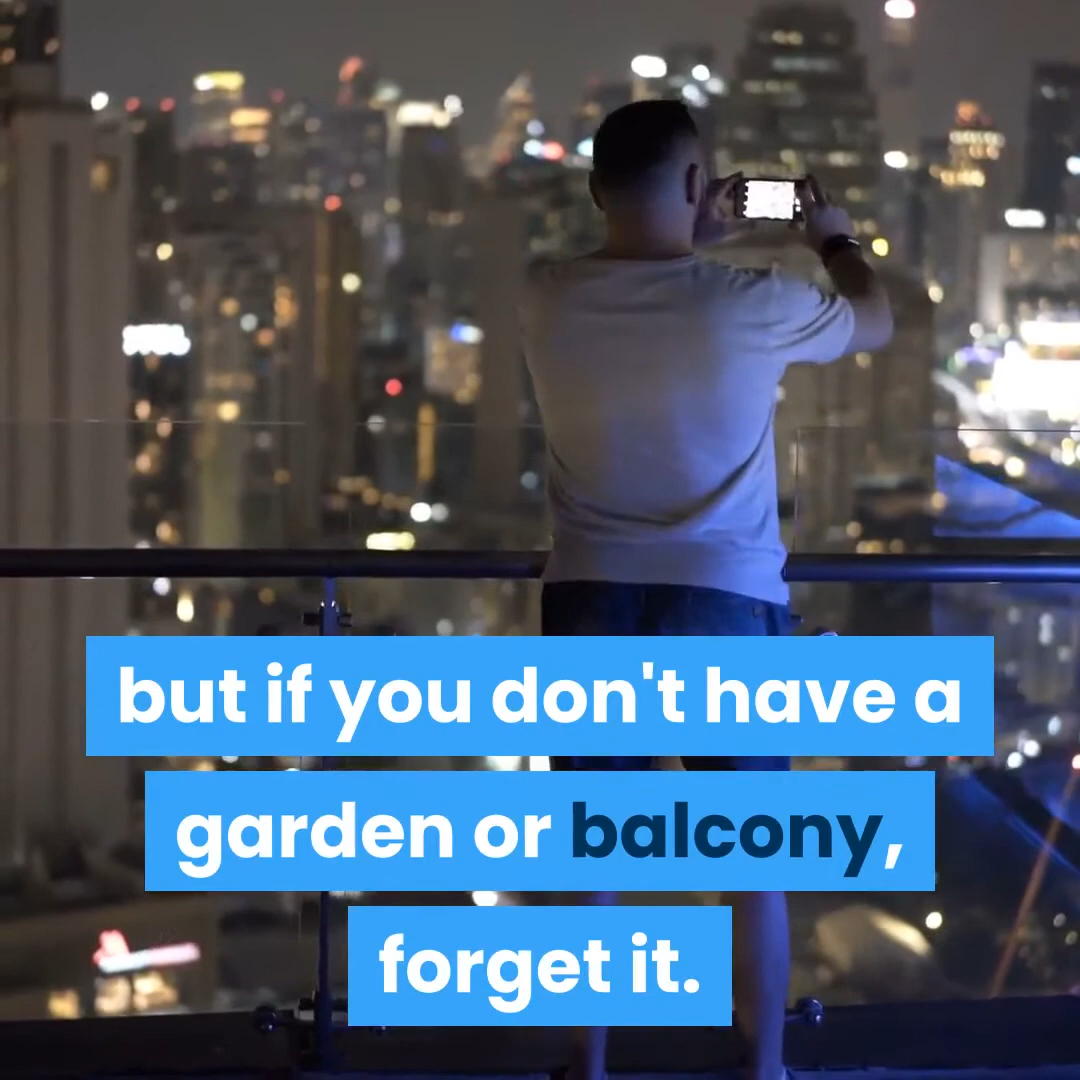 but if you don't have a
garden or balcony,
forget it.